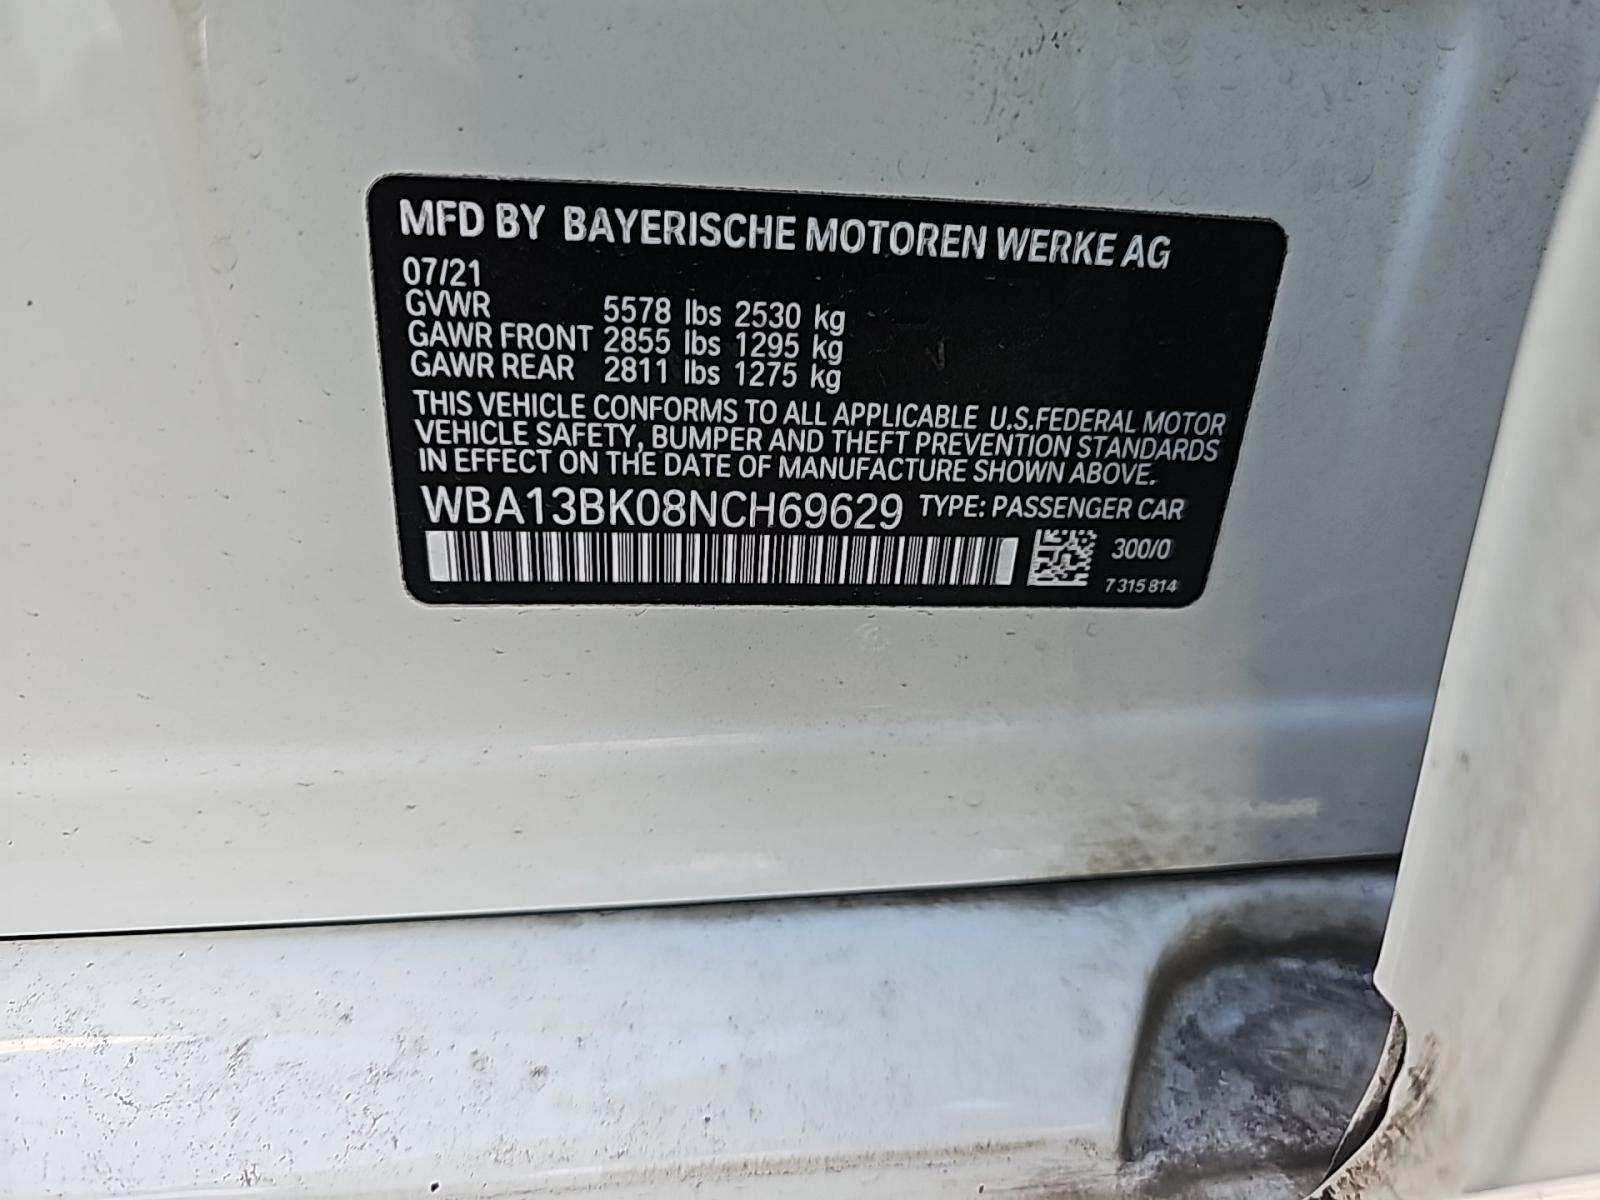 MFD BY BAYERISCHE MOTOREN WERKE AG
07/21
GVWR 5578 lbs 2530 kg
GAWR FRONT 2855 lbs 1295 kg
GAWR REAR 2811 lbs 1275 kg
THIS VEHICLE CONFORMS TO ALL APPLICABLE U.S.FEDERAL MOTOR
VEHICLE SAFETY, BUMPER AND THEFT PREVENTION STANDARDS
IN EFFECT ON THE DATE OF MANUFACTURE SHOWN ABOVE.
WBA13BK08NCH69629 TYPE: PASSENGER CAR
300/0
7 315 814